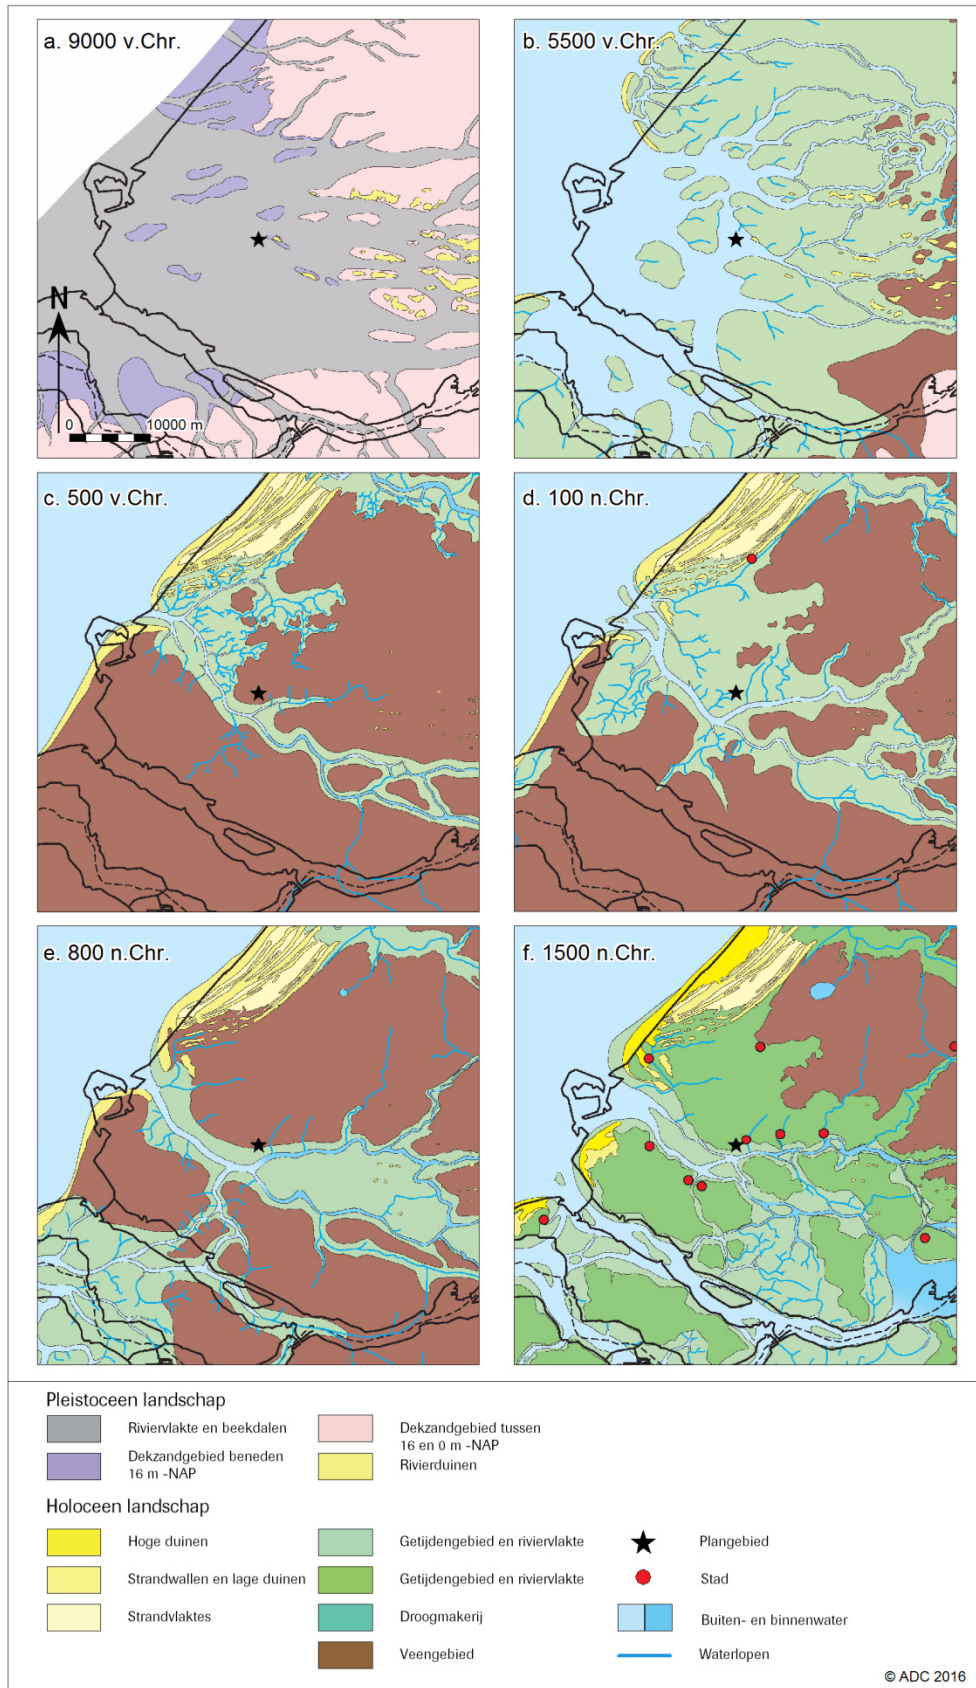 a. 9000 v.Chr.
b. 5500 v.Chr.
N
0 10000 m
c. 500 v.Chr.
d. 100 n.Chr.
e. 800 n.Chr.
f. 1500 n.Chr.
Pleistoceen landschap
Riviervlakte en beekdalen
Dekzandgebied beneden
16 m -NAP
Dekzandgebied tussen
16 en 0 m -NAP
Rivierduinen
Holoceen landschap
Hoge duinen
Strandwallen en lage duinen
Strandvlaktes
Getijdengebied en riviervlakte
Getijdengebied en riviervlakte
Droogmakerij
Veengebied
Plangebied
Stad
Buiten- en binnenwater
Waterlopen
© ADC 2016